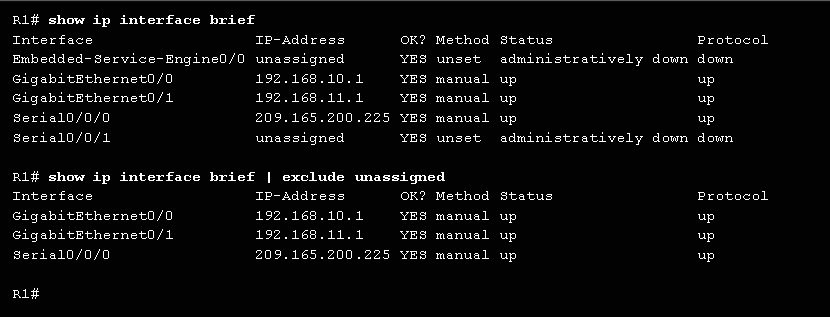 R1# show ip interface brief
Interface IP-Address OK? Method Status Protocol
Embedded-Service-Engine0/0 unassigned YES unset administratively down down
GigabitEthernet0/0 192.168.10.1 YES manual up up
GigabitEthernet0/1 192.168.11.1 YES manual up up
Serial0/0/0 209.165.200.225 YES manual up up
Serial0/0/1 unassigned YES unset administratively down down
R1# show ip interface brief | exclude unassigned
Interface IP-Address OK? Method Status Protocol
GigabitEthernet0/0 192.168.10.1 YES manual up up
GigabitEthernet0/1 192.168.11.1 YES manual up up
Serial0/0/0 209.165.200.225 YES manual up up
R1#